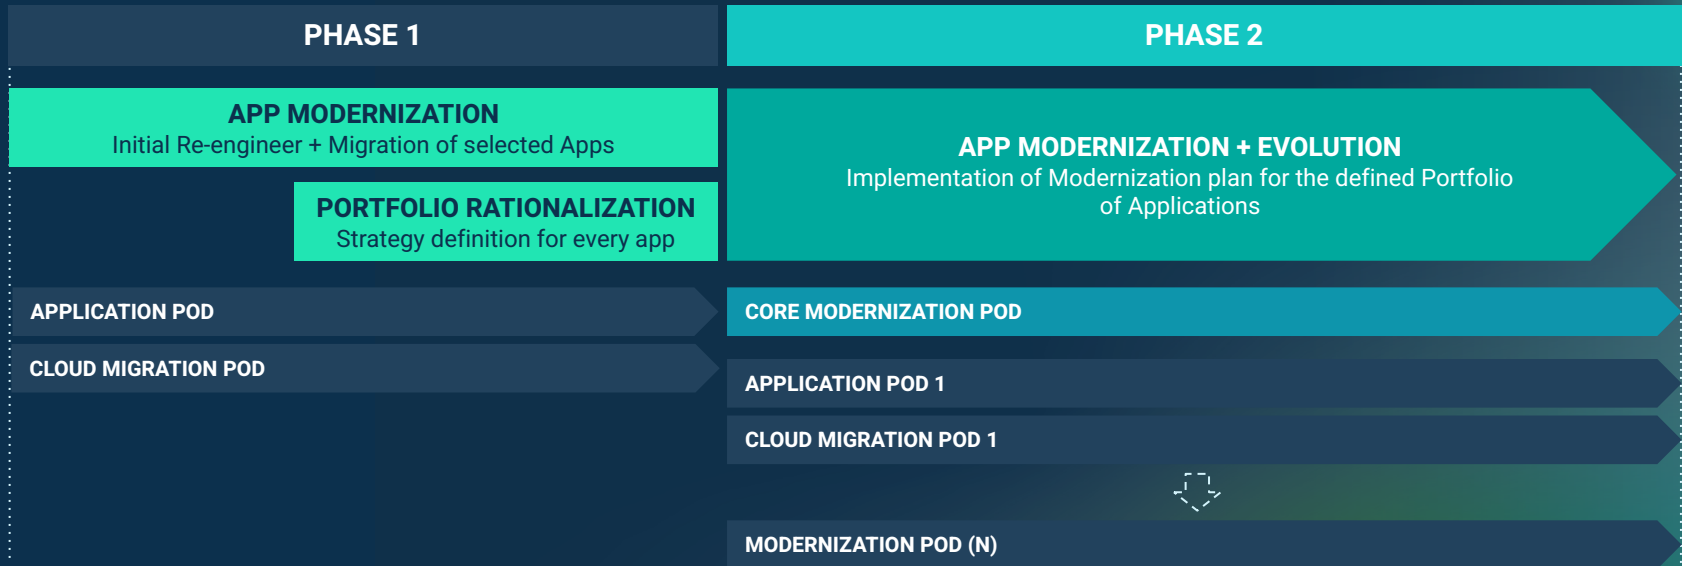 PHASE 1
PHASE 2
APP MODERNIZATION
Initial Re-engineer + Migration of selected Apps
PORTFOLIO RATIONALIZATION
Strategy definition for every app
APP MODERNIZATION + EVOLUTION
Implementation of Modernization plan for the defined Portfolio
of Applications
APPLICATION POD
CLOUD MIGRATION POD
CORE MODERNIZATION POD
APPLICATION POD 1
CLOUD MIGRATION POD 1
MODERNIZATION POD (N)